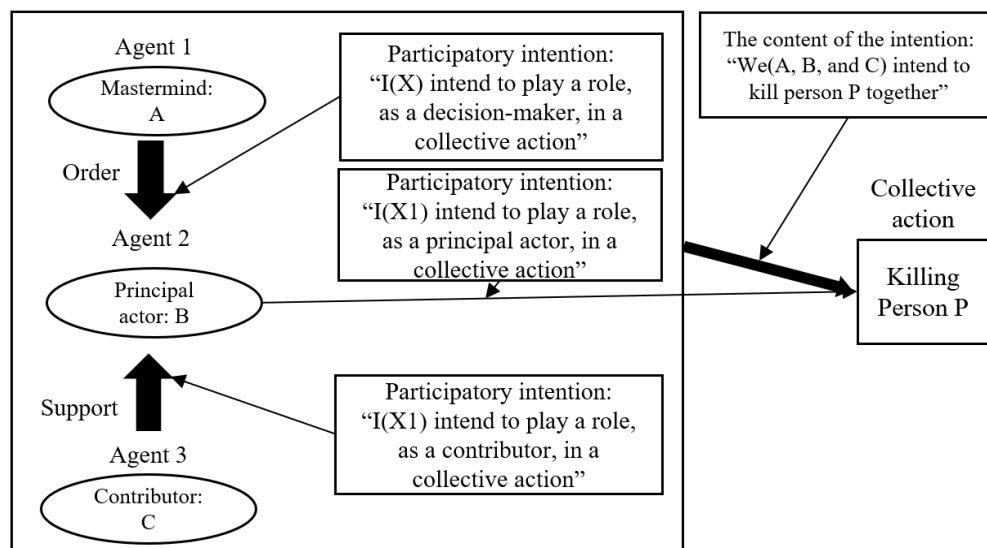 Agent 1
Mastermind:
A
Order
Participatory intention:
“I(X) intend to play a role,
as a decision-maker, in a
collective action”
The content of the intention:
“We(A, B, and C) intend to
kill person P together”
Participatory intention:
“I(X1) intend to play a role,
as a principal actor, in a
collective action”
Collective
action
Agent 2
Principal
actor: B
Killing
Person P
Support
Participatory intention:
“I(X1) intend to play a role,
as a contributor, in a
collective action”
Agent 3
Contributor:
C